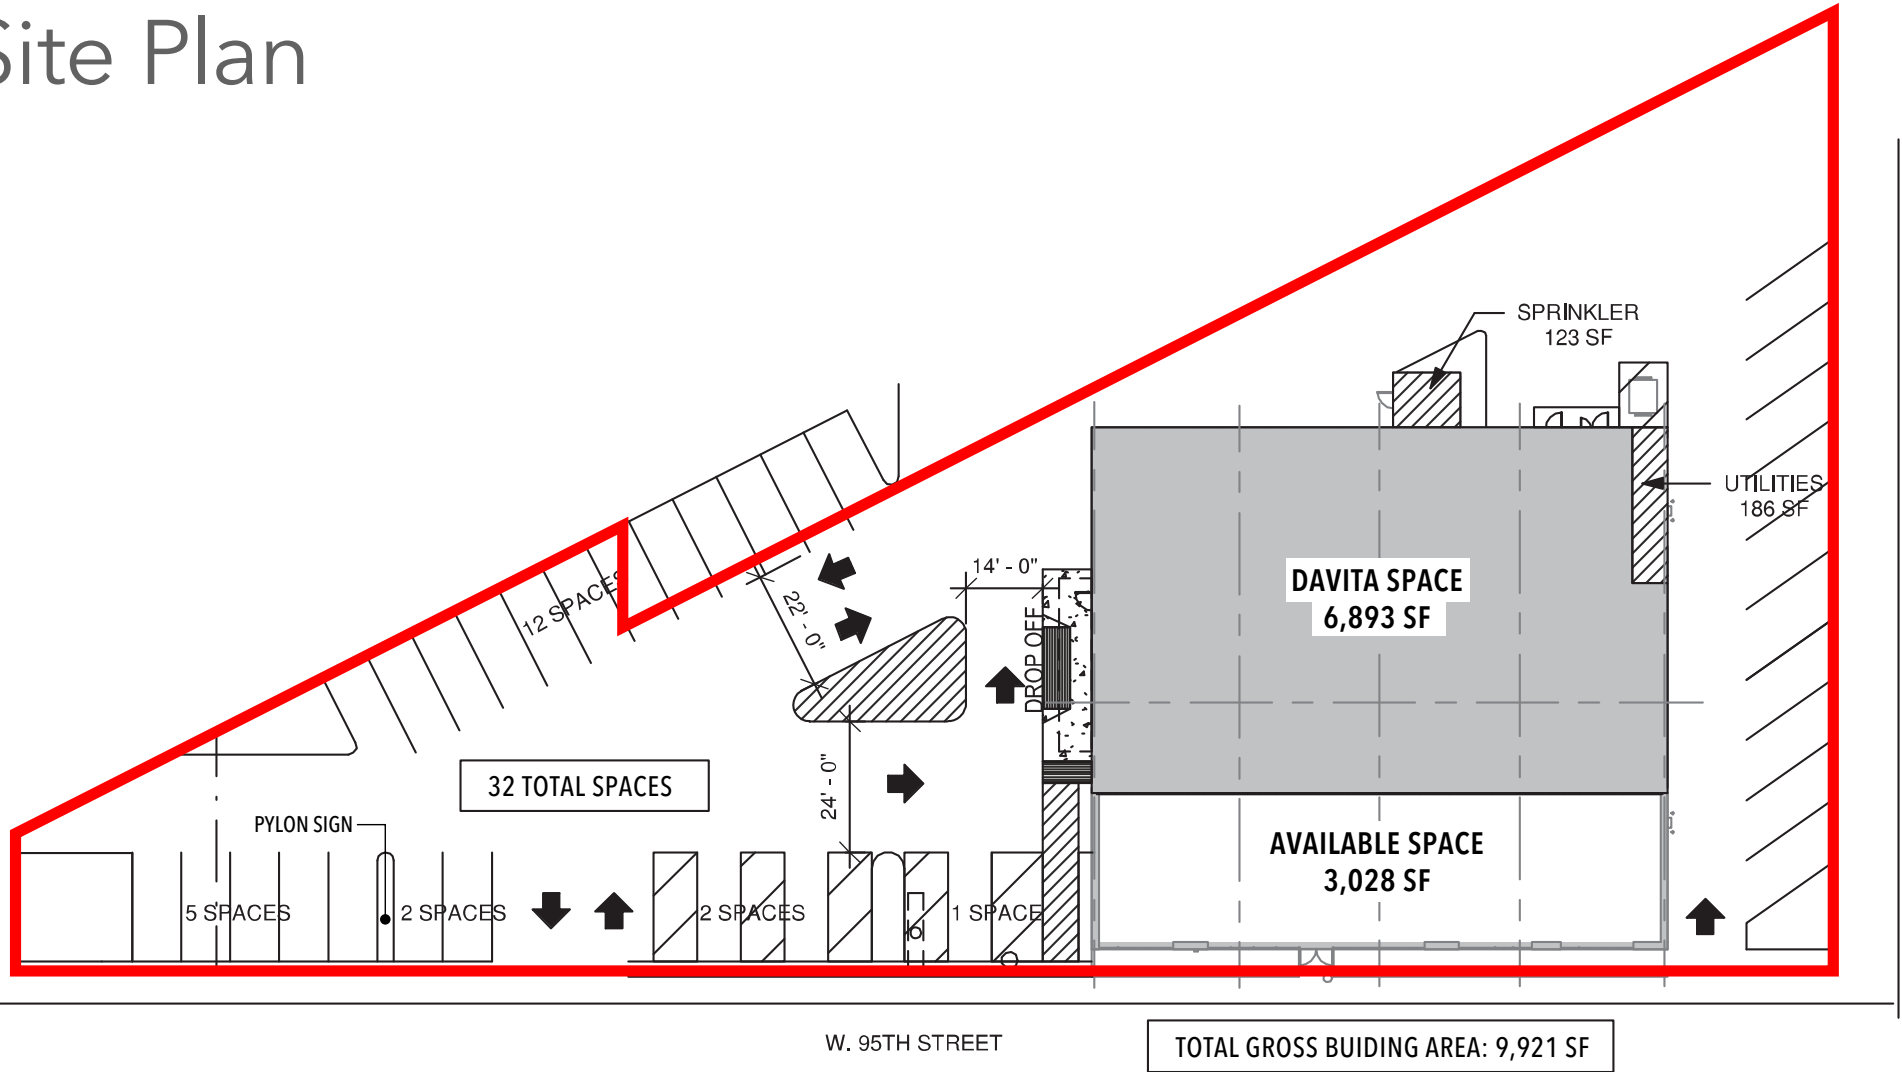 Site Plan
SPRINKLER
123 SF
UTILITIES
186 SF
14' - 0"
DAVITA SPACE
6,893 SF
12 SPACES
22' - 0"
DROP OFF
32 TOTAL SPACES
24' - 0"
PYLON SIGN
AVAILABLE SPACE
3,028 SF
5 SPACES
2 SPACES
2 SPACES
1 SPACE
W. 95TH STREET
TOTAL GROSS BUIDING AREA: 9,921 SF